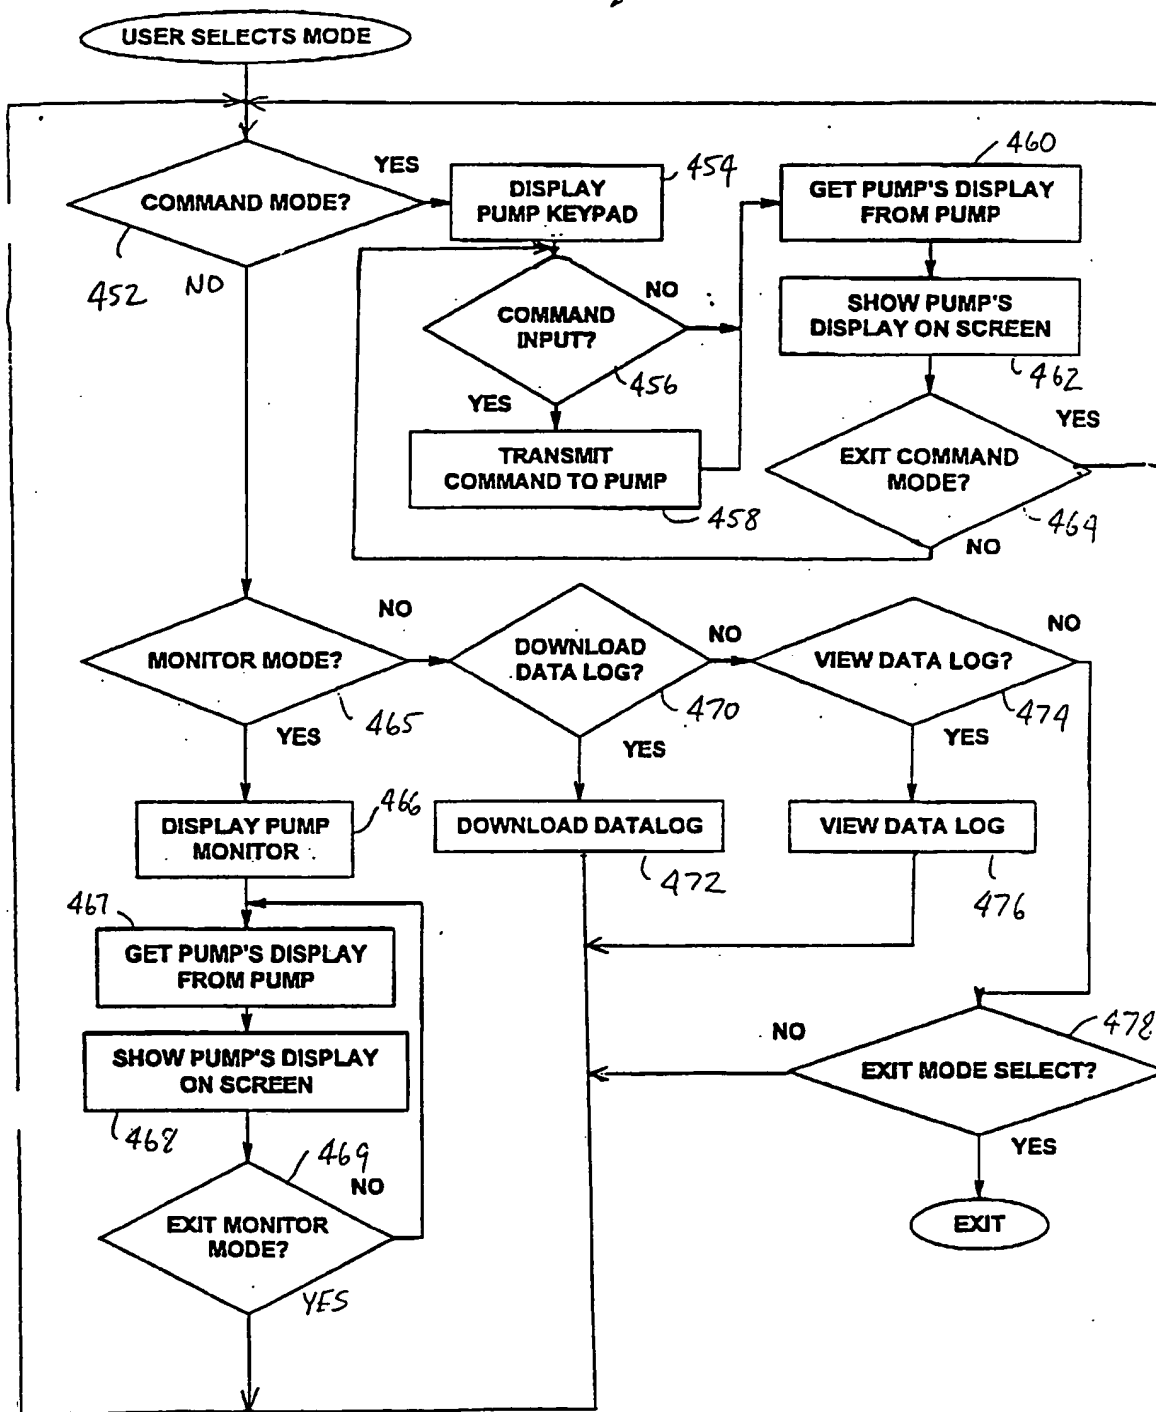 USER SELECTS MODE
COMMAND MODE?
YES
452
NO
DISPLAY
PUMP KEYPAD
454
COMMAND
INPUT?
NO
456
YES
TRANSMIT
COMMAND TO PUMP
458
460
GET PUMP'S DISPLAY
FROM PUMP
SHOW PUMP'S
DISPLAY ON SCREEN
462
EXIT COMMAND
MODE?
YES
464
NO
MONITOR MODE?
NO
465
YES
DOWNLOAD
DATA LOG?
NO
470
YES
VIEW DATA LOG?
NO
474
YES
DISPLAY PUMP
MONITOR
466
DOWNLOAD DATALOG
472
VIEW DATA LOG
476
467
GET PUMP'S DISPLAY
FROM PUMP
SHOW PUMP'S DISPLAY
ON SCREEN
468
469
EXIT MONITOR
MODE?
NO
YES
NO
478
EXIT MODE SELECT?
YES
EXIT